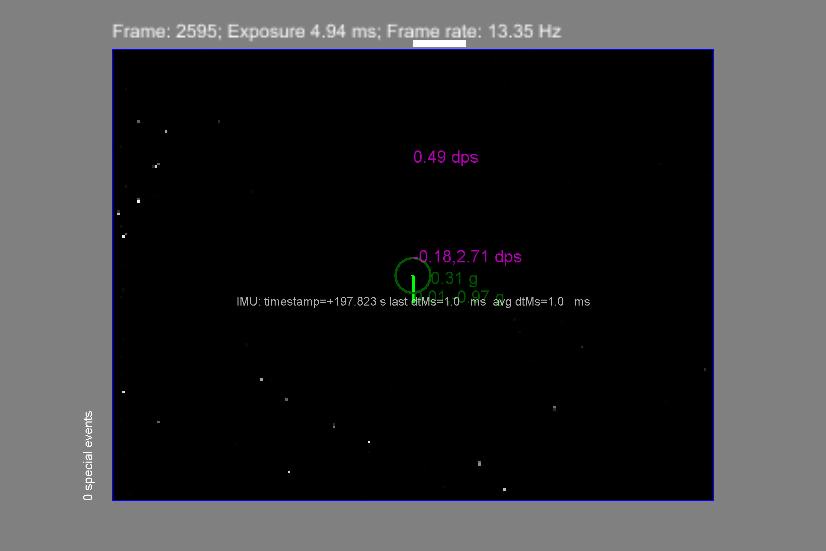 Frame: 2595; Exposure 4.94 ms; Frame rate: 13.35 Hz
0.49 dps
-0.18,2.71 dps
0.31 g
0.97 g
IMU: timestamp=+197.823 s last dtMs=1.0 ms avg dtMs=1.0 ms
0 special events